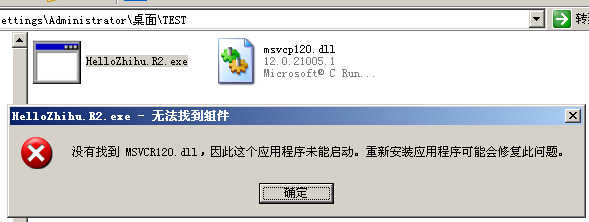 ettings\Administrator\桌面\TEST
转
HelloZhihu.R2.exe
msvcp120.dll
12.0.21005.1
Microsoft® C Run...
HelloZhihu.R2.exe - 无法找到组件
没有找到 MSVCR120.dll，因此这个应用程序未能启动。重新安装应用程序可能会修复此问题。
确定